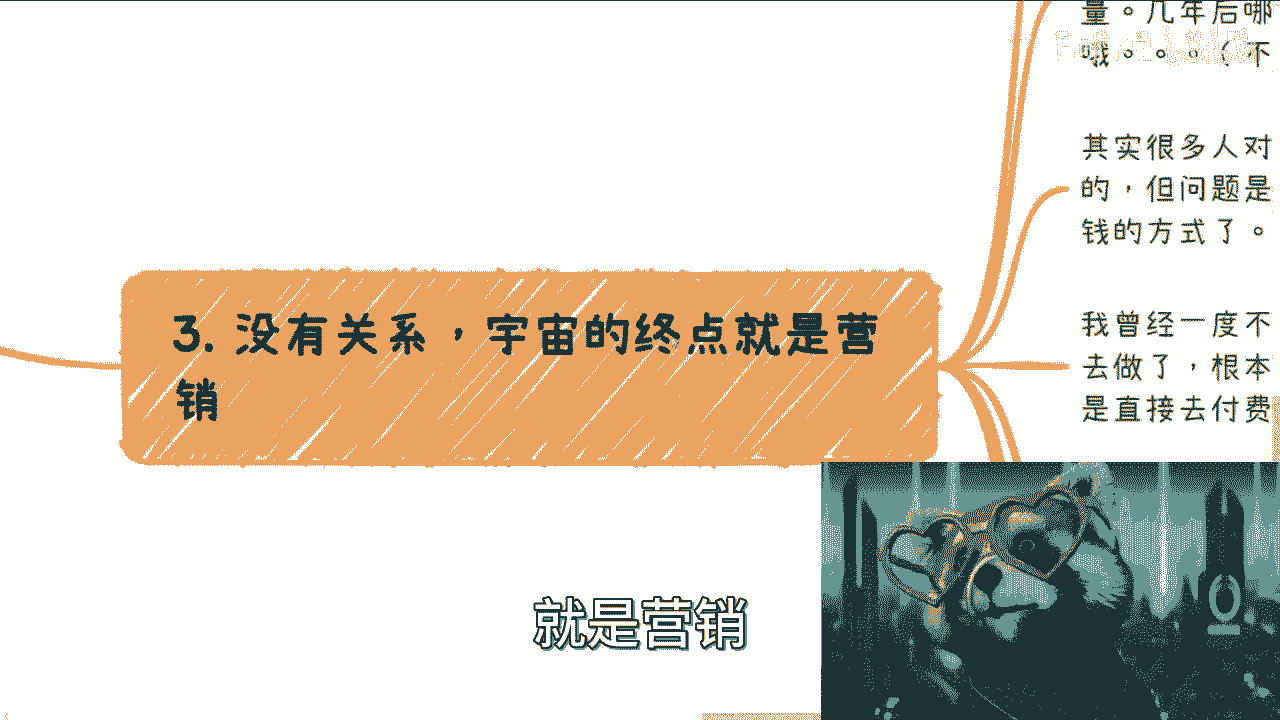 量。几年后哪
哦。。。（不
其实很多人对
的，但问题是
钱的方式了。
3. 没有关系，宇宙的终点就是营
销
我曾经一度不
去做了，根本
是直接去付费
就是营销